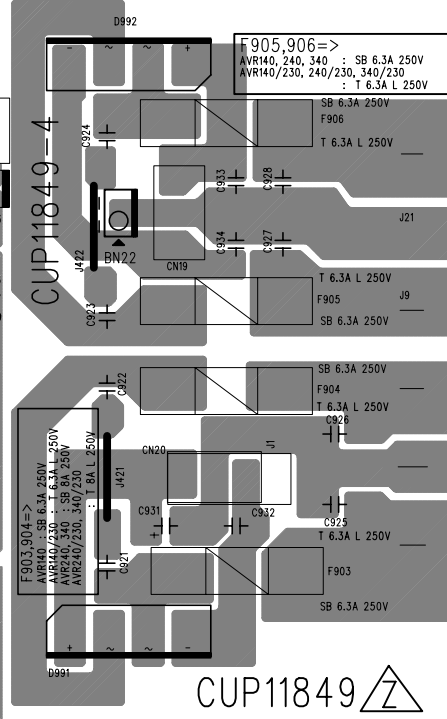 D992
- ~ ~ +
F905,906=>
AVR140, 240, 340 : SB 6.3A 250V
AVR140/230, 240/230, 340/230
: T 6.3A L 250V
SB 6.3A 250V
F906
T 6.3A L 250V
C924
CUP11849-4
C933
C928
J21
BN22
J422
C934
C927
CN19
T 6.3A L 250V
F905
J9
SB 6.3A 250V
C923
SB 6.3A 250V
F904
T 6.3A L 250V
C922
C926
F903,904=>
AVR140 : SB 6.3A 250V
AVR140/230 : T 6.3A L 250V
AVR240, 340 : SB 8A 250V
AVR240/230, 340/230
: T 8A L 250V
J421
CN20
J1
C931
+
C932
C925
T 6.3A L 250V
C921
F903
SB 6.3A 250V
+ ~ ~ -
D991
CUP11849 Z